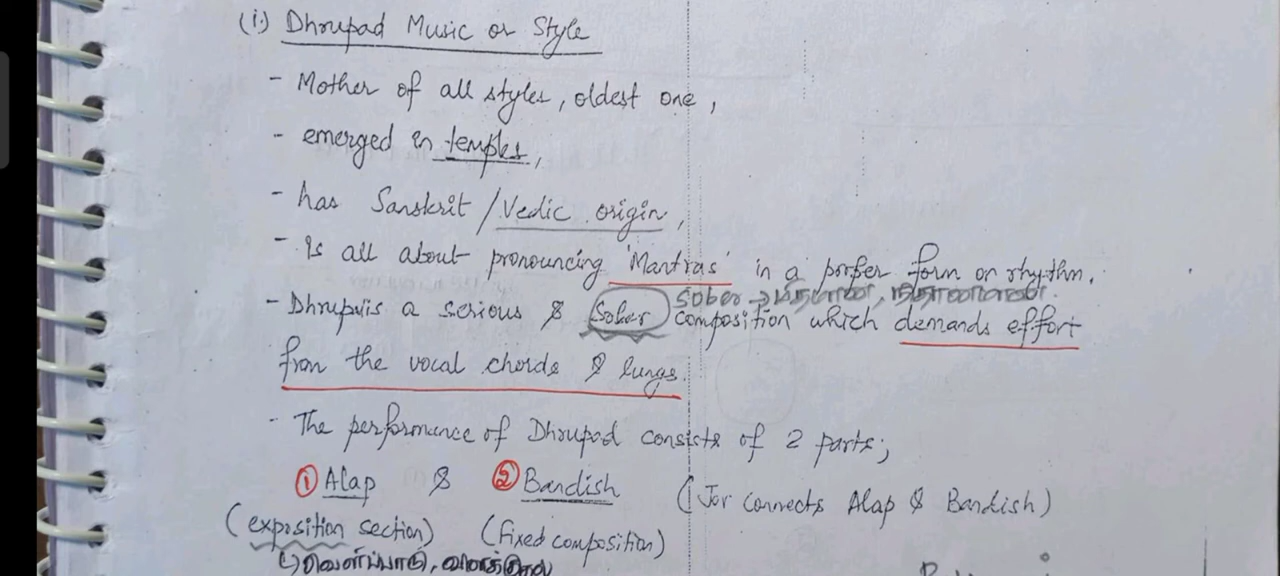 (i) Dhrupad Music or Style
- Mother of all styles, oldest one,
- emerged in temples,
- has Sanskrit / Vedic origin,
- Is all about pronouncing 'Mantras' in a proper form or rhythm.
sober →
- Dhrupad is a serious & Sober composition which demands effort
from the vocal chords & lungs.
- The performance of Dhrupad consists of 2 parts;
① Alap & ② Bandish (Jor connects Alap & Bandish)
(exposition section) (fixed composition)
வெளிப்பாடு,